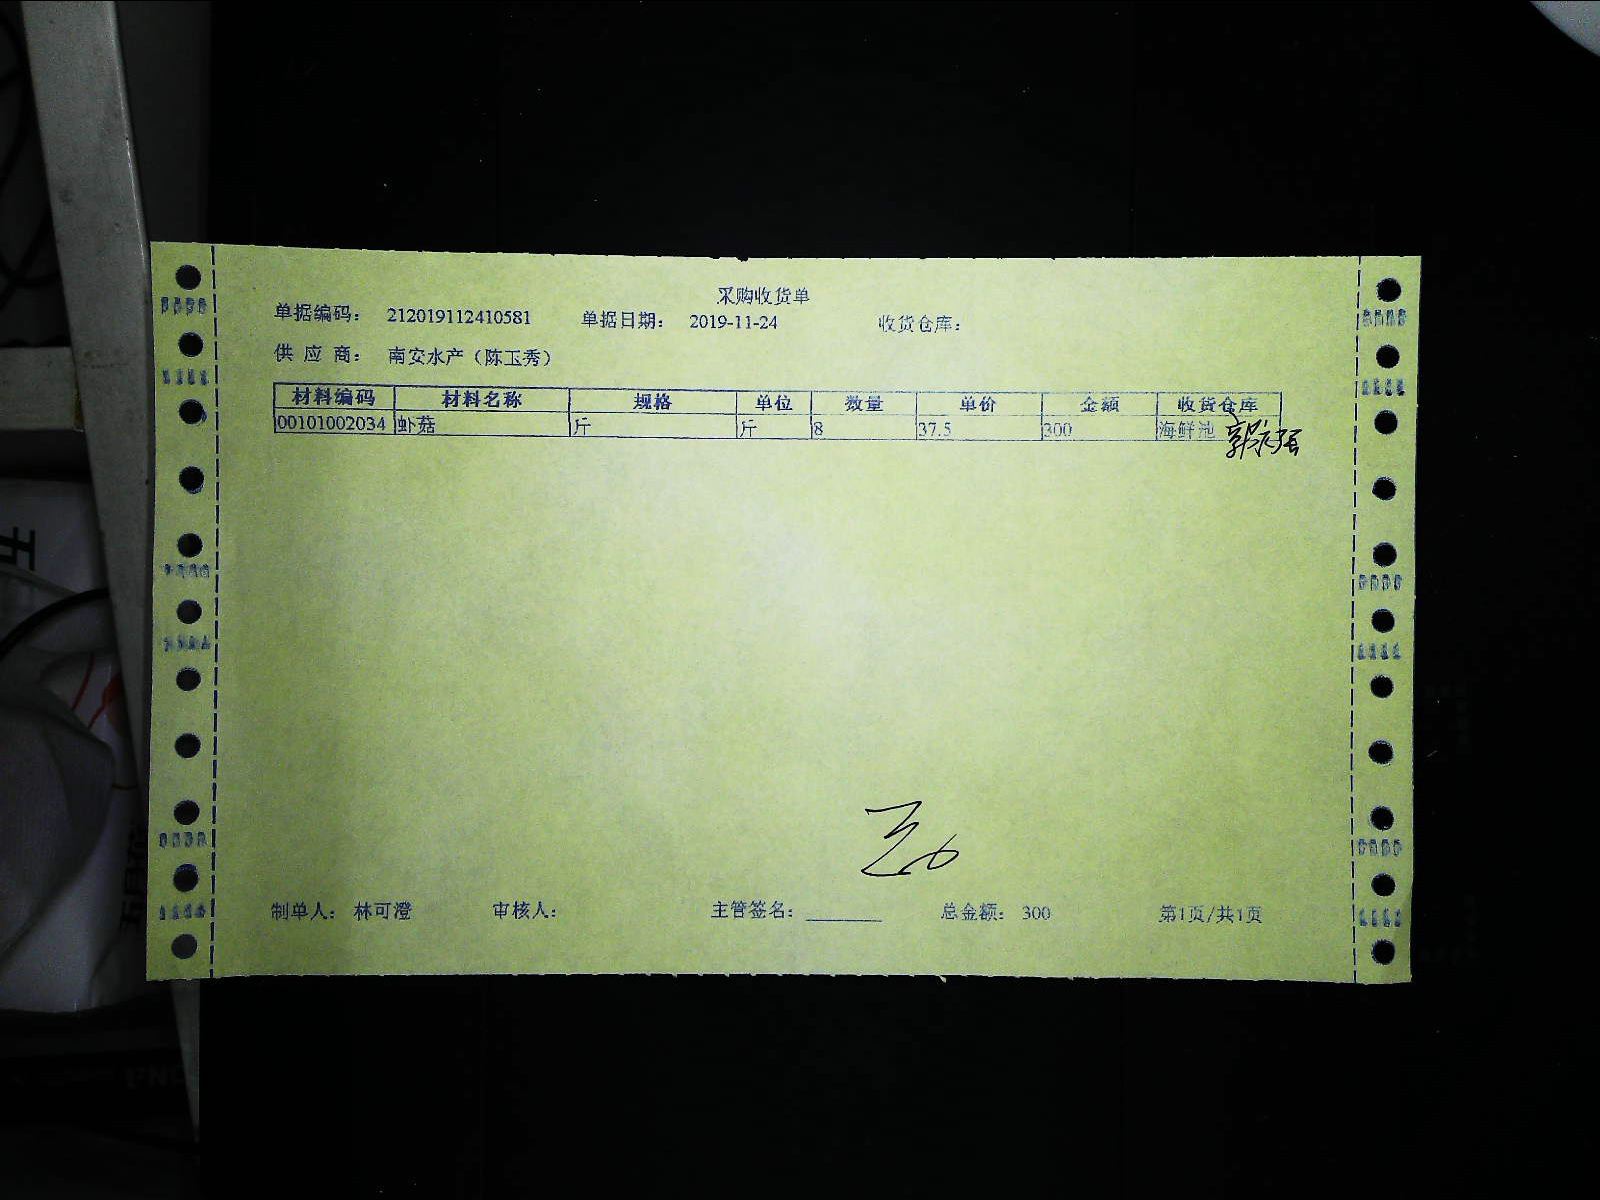 采购收货单
单据编码： 212019112410581 单据日期： 2019-11-24 收货仓库：
供 应 商： 南安水产（陈玉秀）
材料编码 材料名称 规格 单位 数量 单价 金额 收货仓库
00101002034 虾菇 斤 斤 8 37.5 300 海鲜池
制单人： 林可澄 审核人： 主管签名： 总金额： 300 第1页/共1页